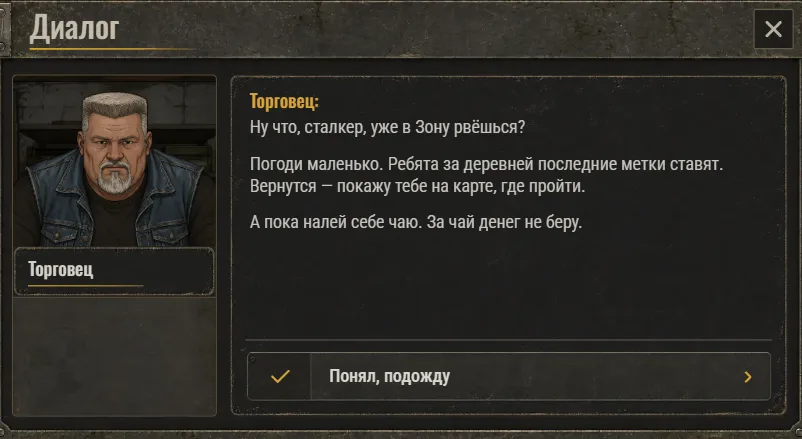 Диалог
Торговец:
Ну что, сталкер, уже в Зону рвёшься?
Погоди маленько. Ребята за деревней последние метки ставят.
Вернутся — покажу тебе на карте, где пройти.
А пока налей себе чаю. За чай денег не беру.
Торговец
Понял, подожду